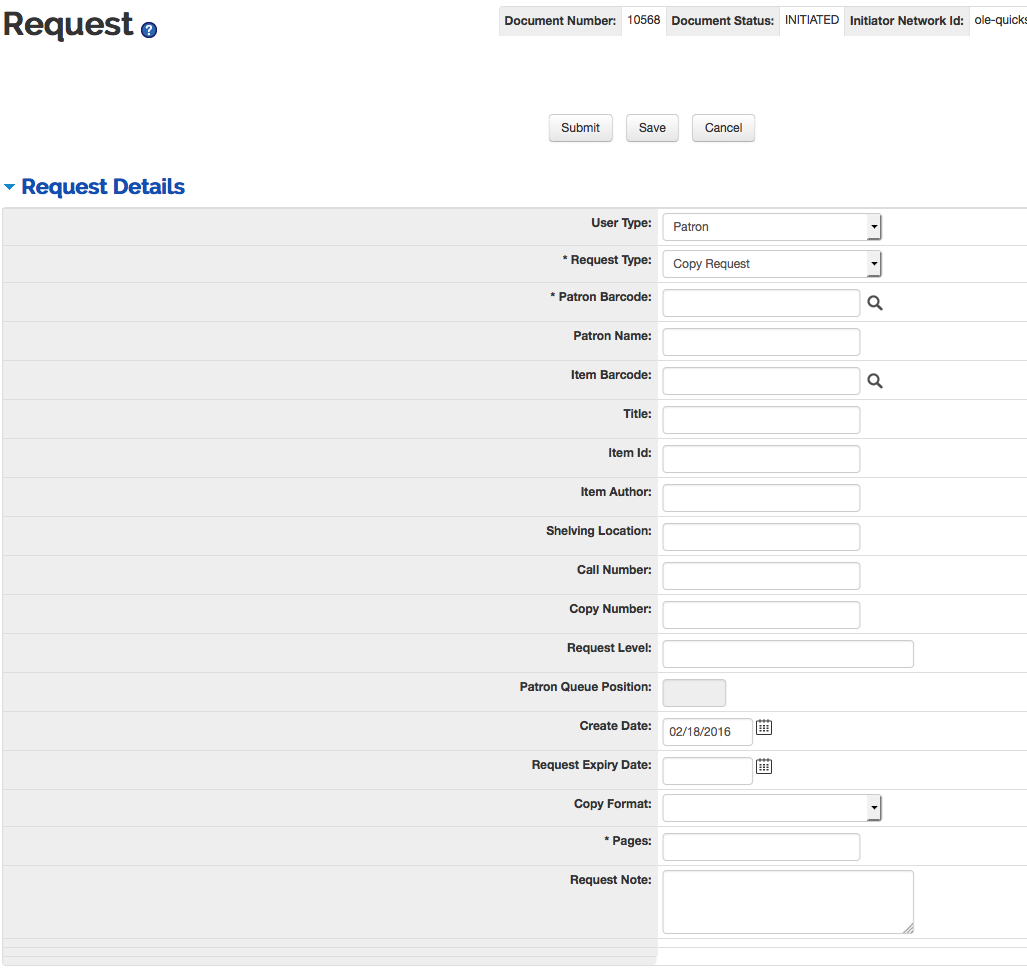 Request ?
Document Number: 10568 Document Status: INITIATED Initiator Network Id: ole-quicks
Submit Save Cancel
Request Details
User Type: Patron
* Request Type: Copy Request
* Patron Barcode:
Patron Name:
Item Barcode:
Title:
Item Id:
Item Author:
Shelving Location:
Call Number:
Copy Number:
Request Level:
Patron Queue Position:
Create Date: 02/18/2016
Request Expiry Date:
Copy Format:
* Pages:
Request Note: